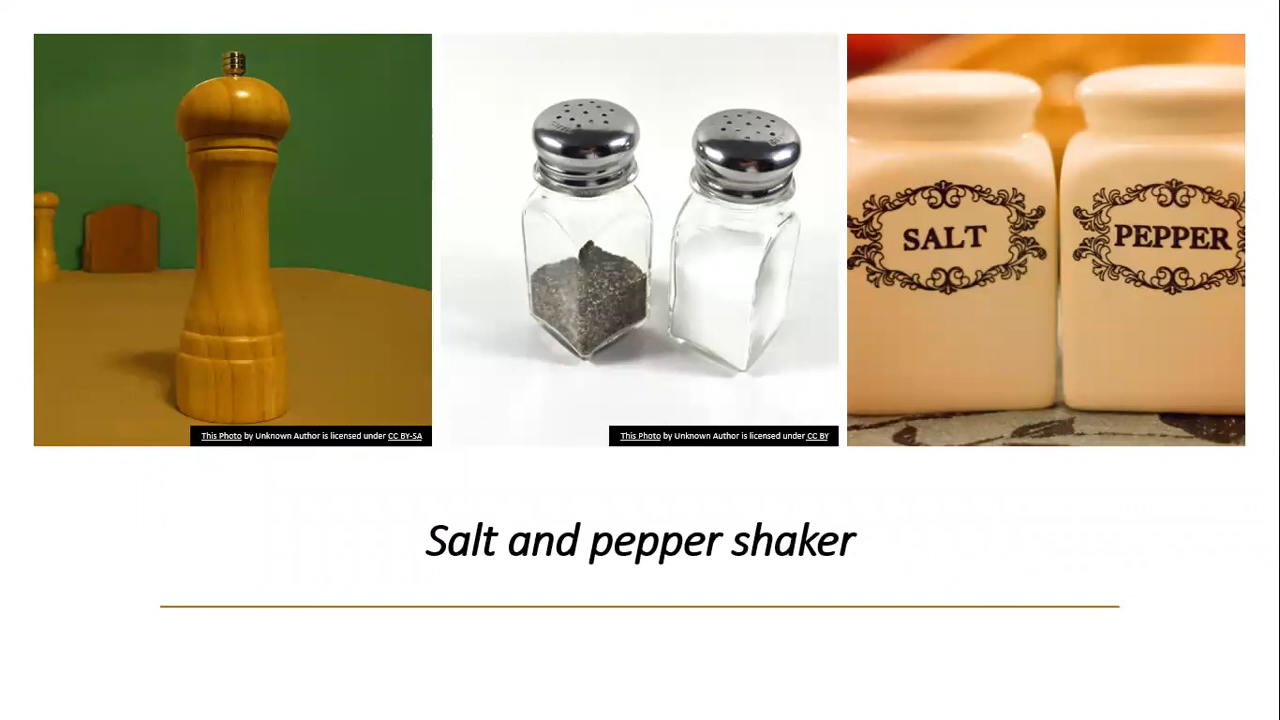 SALT
PEPPER
This Photo by Unknown Author is licensed under CC BY-SA
This Photo by Unknown Author is licensed under CC BY
Salt and pepper shaker